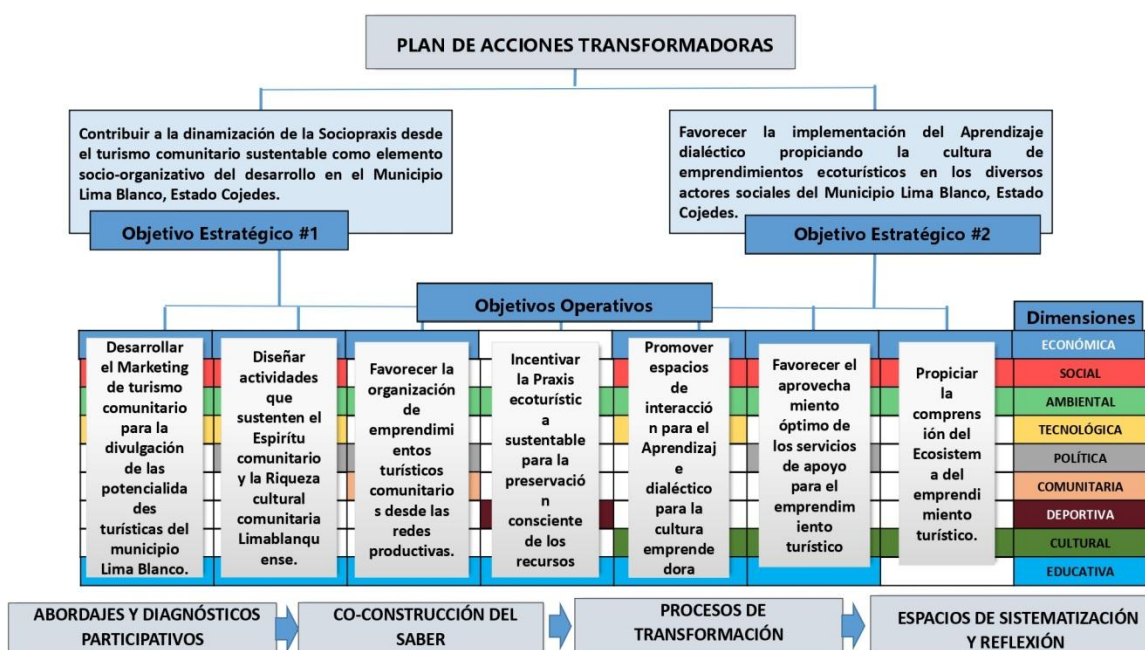 PLAN DE ACCIONES TRANSFORMADORAS
Contribuir a la dinamización de la Sociopraxis desde
el turismo comunitario sustentable como elemento
socio-organizativo del desarrollo en el Municipio
Lima Blanco, Estado Cojedes.
Objetivo Estratégico #1
Favorecer la implementación del Aprendizaje
dialéctico propiciando la cultura de
emprendimientos ecoturísticos en los diversos
actores sociales del Municipio Lima Blanco, Estado
Cojedes.
Objetivo Estratégico #2
Objetivos Operativos
Desarrollar
el Marketing
de turismo
comunitario
para la
divulgación
de las
potencialida
des
turísticas del
municipio
Lima Blanco.
Diseñar
actividades
que
sustenten el
Espirítu
comunitario
y la Riqueza
cultural
comunitaria
Limablanqu
ense.
Favorecer la
organización
de
emprendimi
entos
turísticos
comunitario
s desde las
redes
productivas.
Incentivar
la Praxis
ecoturístic
a
sustentable
para la
preservació
n
consciente
de los
recursos
Promover
espacios
de
interacció
n para el
Aprendizaj
e
dialéctico
para la
cultura
emprende
dora
Favorecer el
aprovecha
miento
óptimo de
los servicios
de apoyo
para el
emprendim
iento
turístico
Propiciar
la
compren
sión del
Ecosistem
a del
emprendi
miento
turístico.
Dimensiones
ECONÓMICA
SOCIAL
AMBIENTAL
TECNOLÓGICA
POLÍTICA
COMUNITARIA
DEPORTIVA
CULTURAL
EDUCATIVA
ABORDAJES Y DIAGNÓSTICOS
PARTICIPATIVOS
CO-CONSTRUCCIÓN DEL
SABER
PROCESOS DE
TRANSFORMACIÓN
ESPACIOS DE SISTEMATIZACIÓN
Y REFLEXIÓN